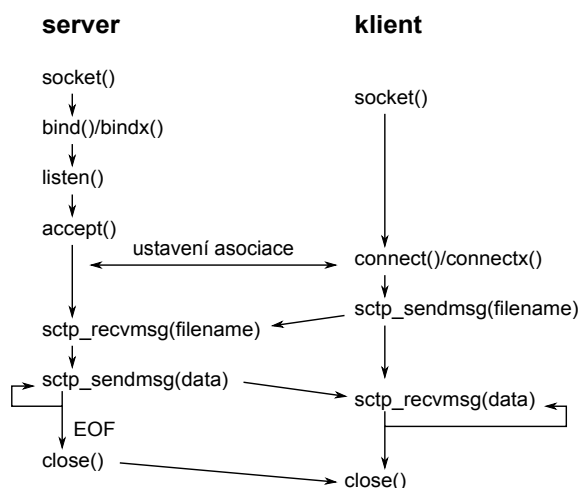 server
klient
socket()
socket()
bind()/bindx()
listen()
accept()
ustavení asociace
connect()/connectx()
sctp_sendmsg(filename)
sctp_recvmsg(filename)
sctp_sendmsg(data)
sctp_recvmsg(data)
EOF
close()
close()